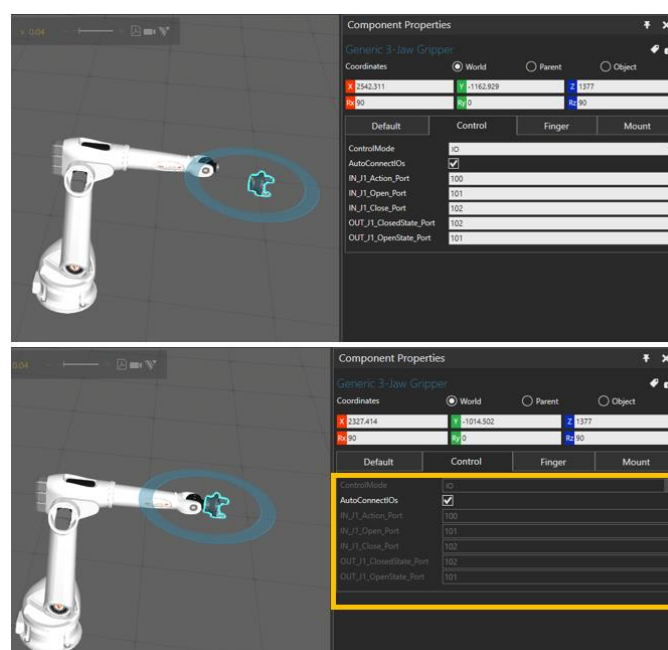 x 0.04
Component Properties
Generic 3-Jaw Gripper
Coordinates World Parent Object
X 2542.311 Y -1162.929 Z 1377
Rx 90 Ry 0 Rz 90
Default Control Finger Mount
ControlMode IO
AutoConnectIOs
IN_J1_Action_Port 100
IN_J1_Open_Port 101
IN_J1_Close_Port 102
OUT_J1_ClosedState_Port 102
OUT_J1_OpenState_Port 101
0.04
Component Properties
Generic 3-Jaw Gripper
Coordinates World Parent Object
X 2327.414 Y -1014.502 Z 1377
Rx 90 Ry 0 Rz 90
Default Control Finger Mount
ControlMode IO
AutoConnectIOs
IN_J1_Action_Port 100
IN_J1_Open_Port 101
IN_J1_Close_Port 102
OUT_J1_ClosedState_Port 102
OUT_J1_OpenState_Port 101